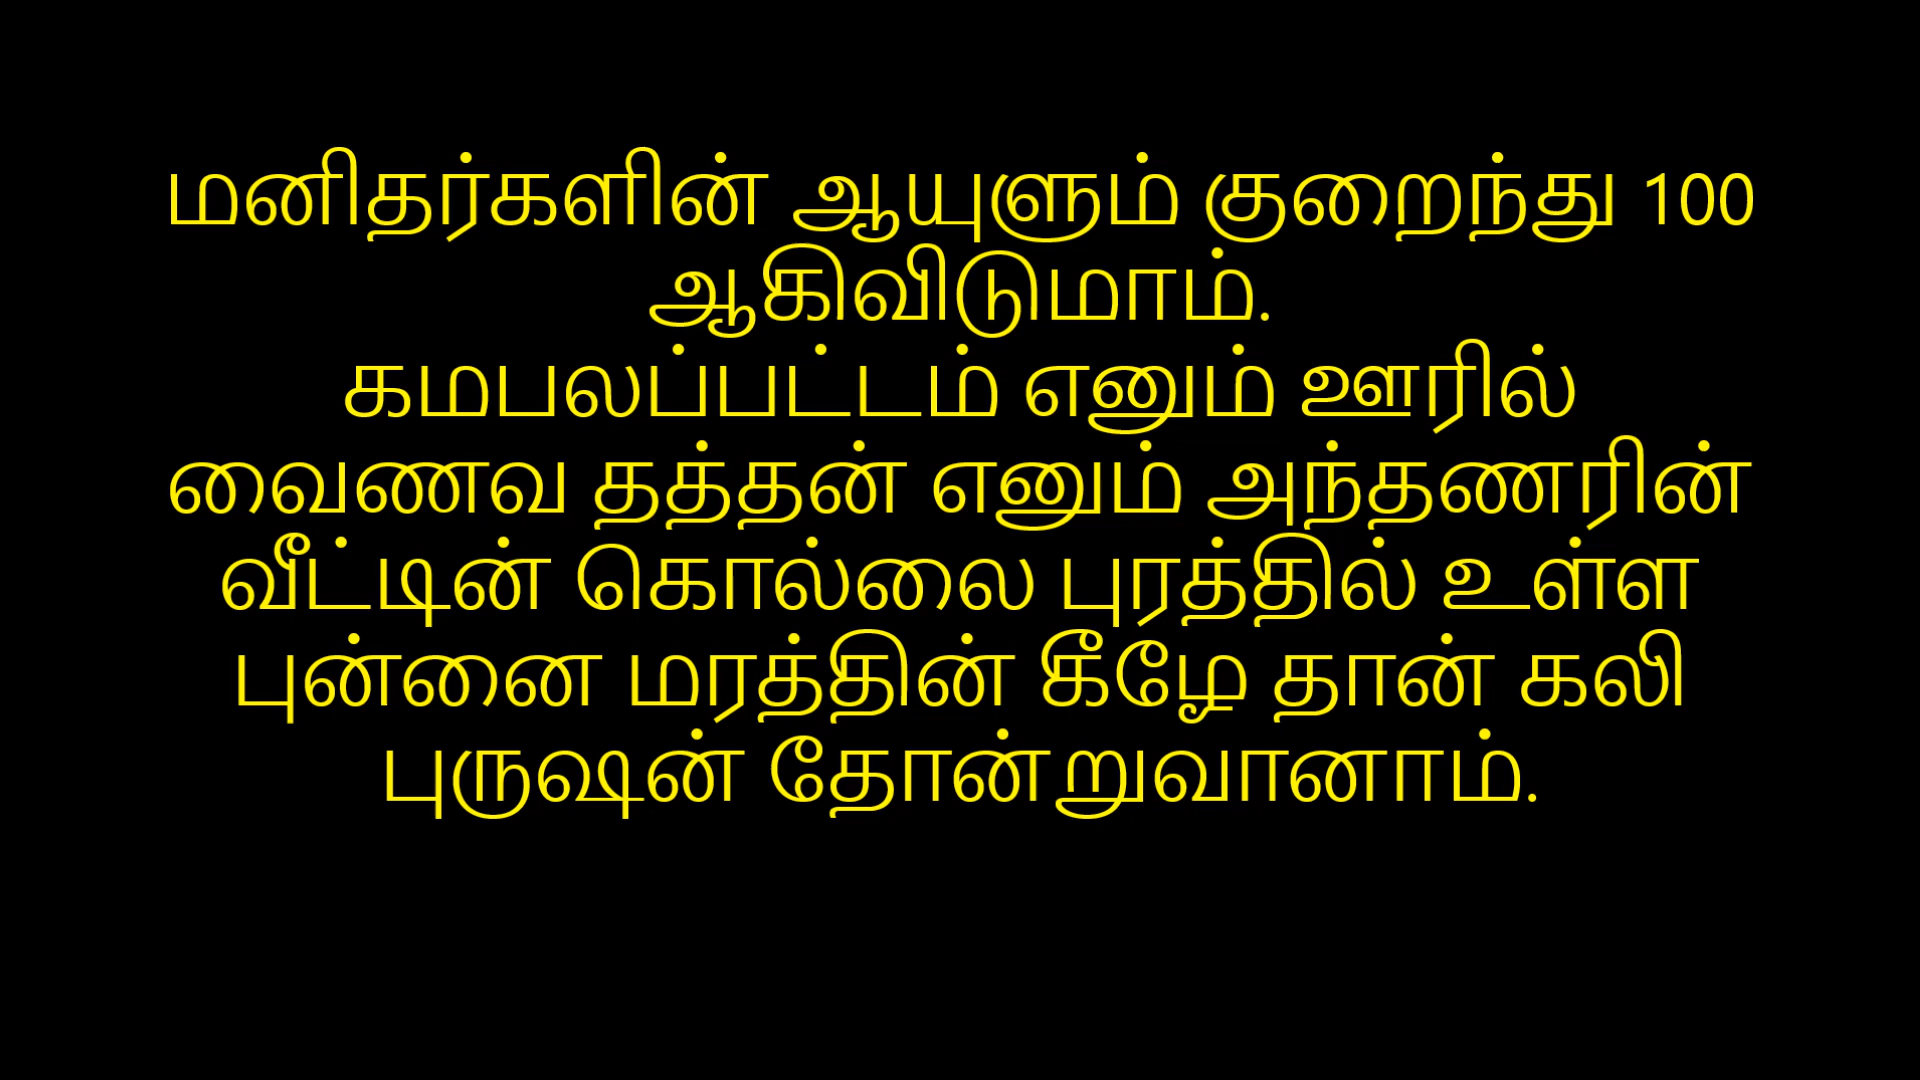 மனிதர்களின் ஆயுளும் குறைந்து 100
ஆகிவிடுமாம்.
கமபலப்பட்டம் எனும் ஊரில்
வைணவ தத்தன் எனும் அந்தணரின்
வீட்டின் கொல்லை புரத்தில் உள்ள
புன்னை மரத்தின் கீழே தான் கலி
புருஷன் தோன்றுவானாம்.